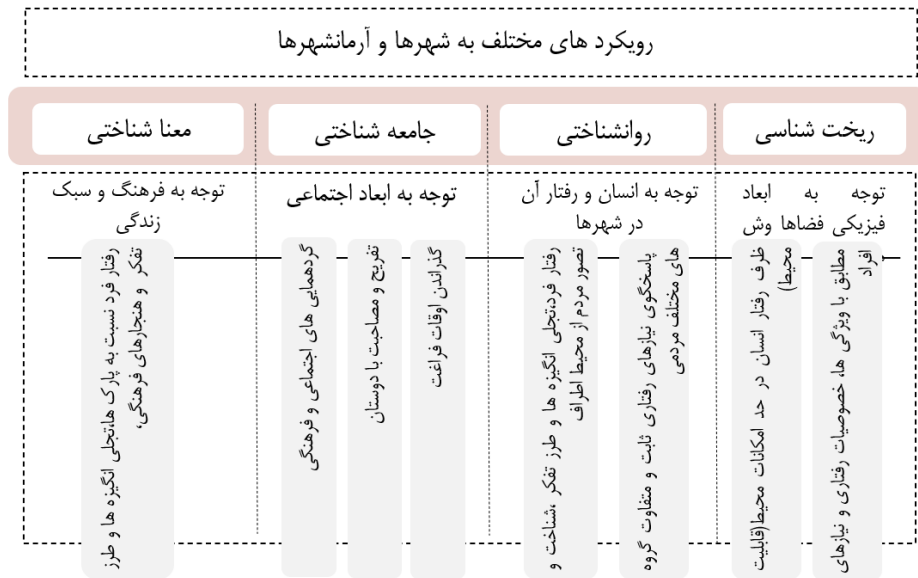 رویکرد های مختلف به شهرها و آرمانشهرها
ریخت شناسی
روانشناختی
جامعه شناختی
معنا شناختی
توجه به ابعاد
فیزیکی فضاها وش
توجه به انسان و رفتار آن
در شهرها
توجه به ابعاد اجتماعی
توجه به فرهنگ و سبک
زندگی
مطابق با ویژگی ها، خصوصیات رفتاری و نیازهای
افراد
ظرف رفتار انسان در حد امکانات محیط(قابلیت
محیط)
پاسخگوی نیازهای رفتاری ثابت و متفاوت گروه
های مختلف مردمی
رفتار فرد،تجلی انگیزه ها و طرز تفکر ،شناخت و
تصور مردم از محیط اطراف
گذراندن اوقات فراغت
تفریح و مصاحبت با دوستان
گردهمایی های اجتماعی و فرهنگی
رفتار فرد نسبت به پارک ها،تجلی انگیزه ها و طرز
تفکر و هنجارهای فرهنگی،